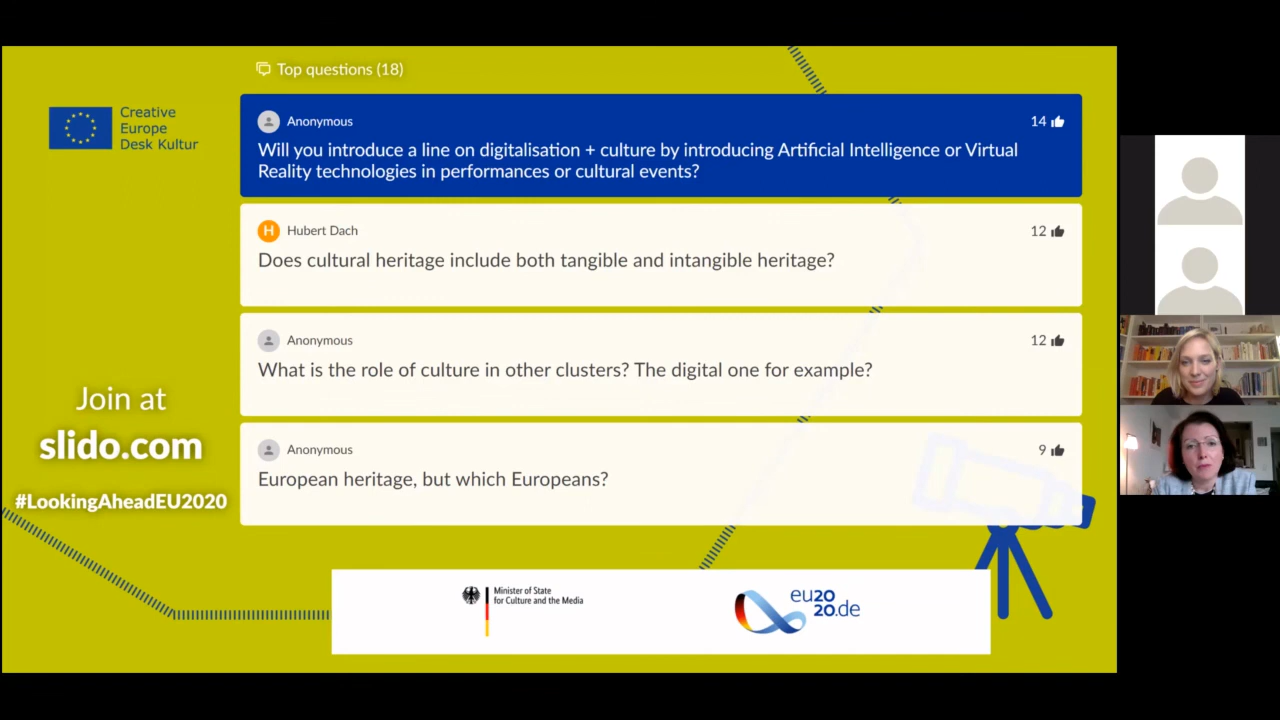 Top questions (18)
Creative
Europe
Desk Kultur
Anonymous
14
Will you introduce a line on digitalisation + culture by introducing Artificial Intelligence or Virtual
Reality technologies in performances or cultural events?
H
Hubert Dach
12
Does cultural heritage include both tangible and intangible heritage?
Anonymous
12
What is the role of culture in other clusters? The digital one for example?
Anonymous
9
European heritage, but which Europeans?
Join at
slido.com
#LookingAheadEU2020
Minister of State
for Culture and the Media
eu20
20.de